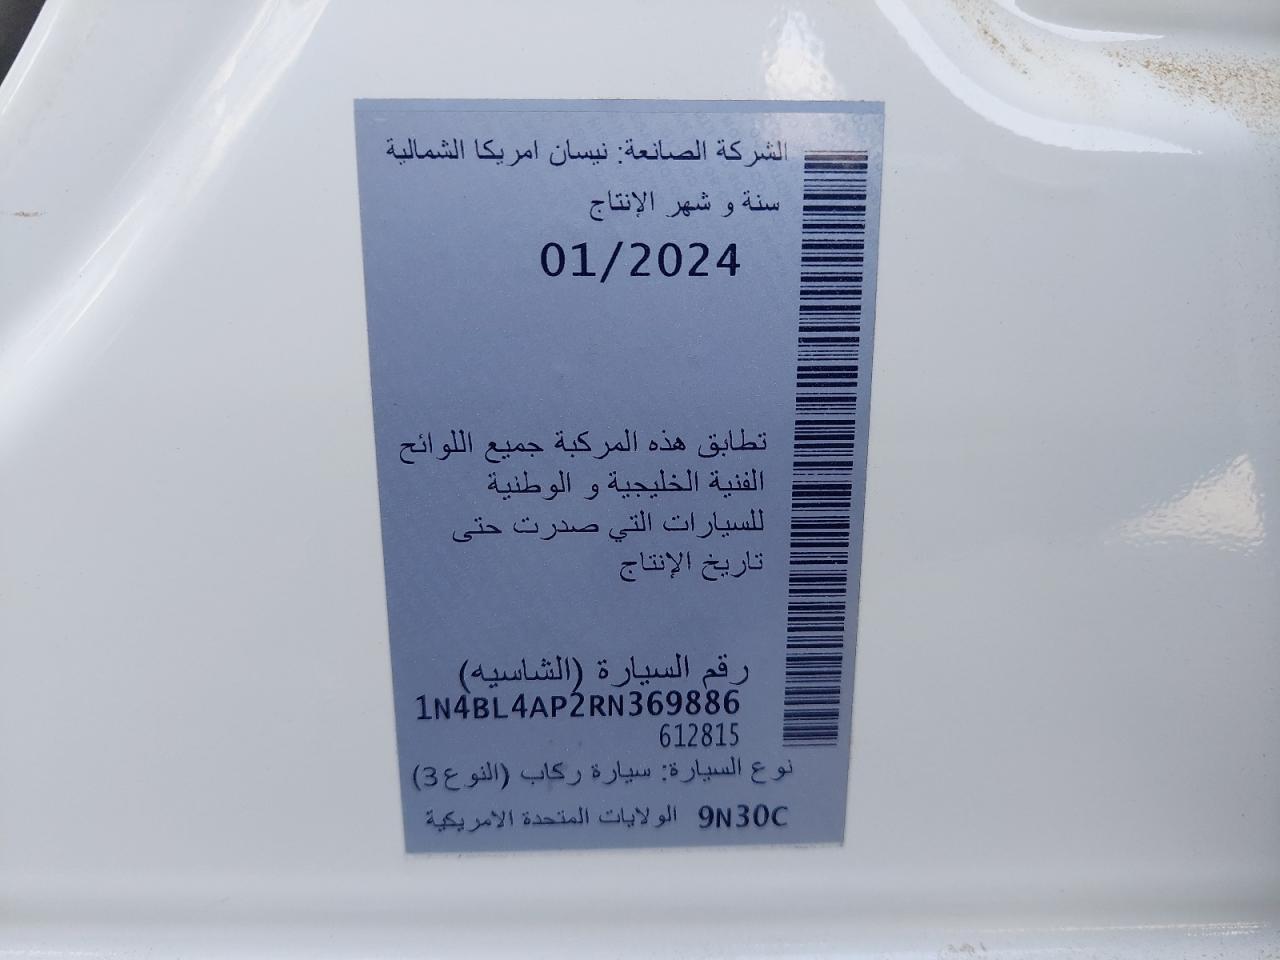 الشركة الصانعة: نيسان امريكا الشمالية
سنة و شهر الإنتاج
01/2024
تطابق هذه المركبة جميع اللوائح
الفنية الخليجية و الوطنية
للسيارات التي صدرت حتى
تاريخ الإنتاج
رقم السيارة (الشاسيه)
1N4BL4AP2RN369886
612815
نوع السيارة: سيارة ركاب (النوع 3)
9N30C الولايات المتحدة الامريكية